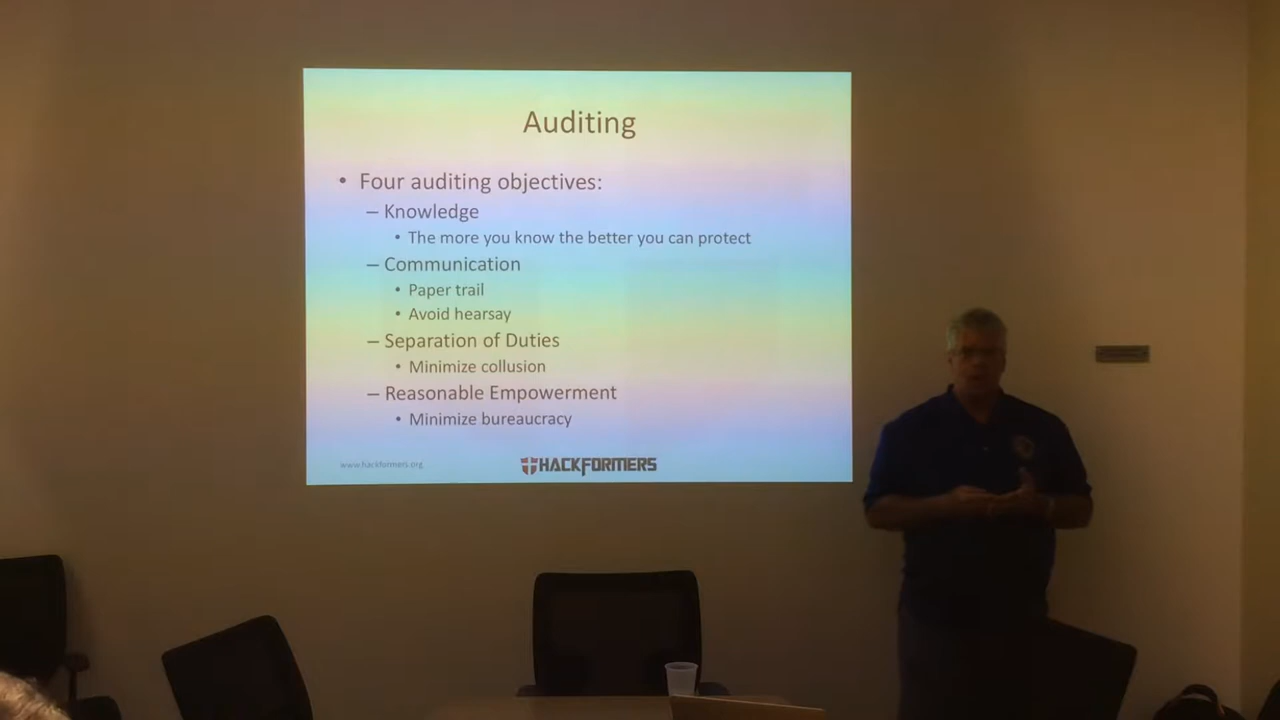 Auditing
• Four auditing objectives:
– Knowledge
• The more you know the better you can protect
– Communication
• Paper trail
• Avoid hearsay
– Separation of Duties
• Minimize collusion
– Reasonable Empowerment
• Minimize bureaucracy
www.hackformers.org
HACKFORMERS